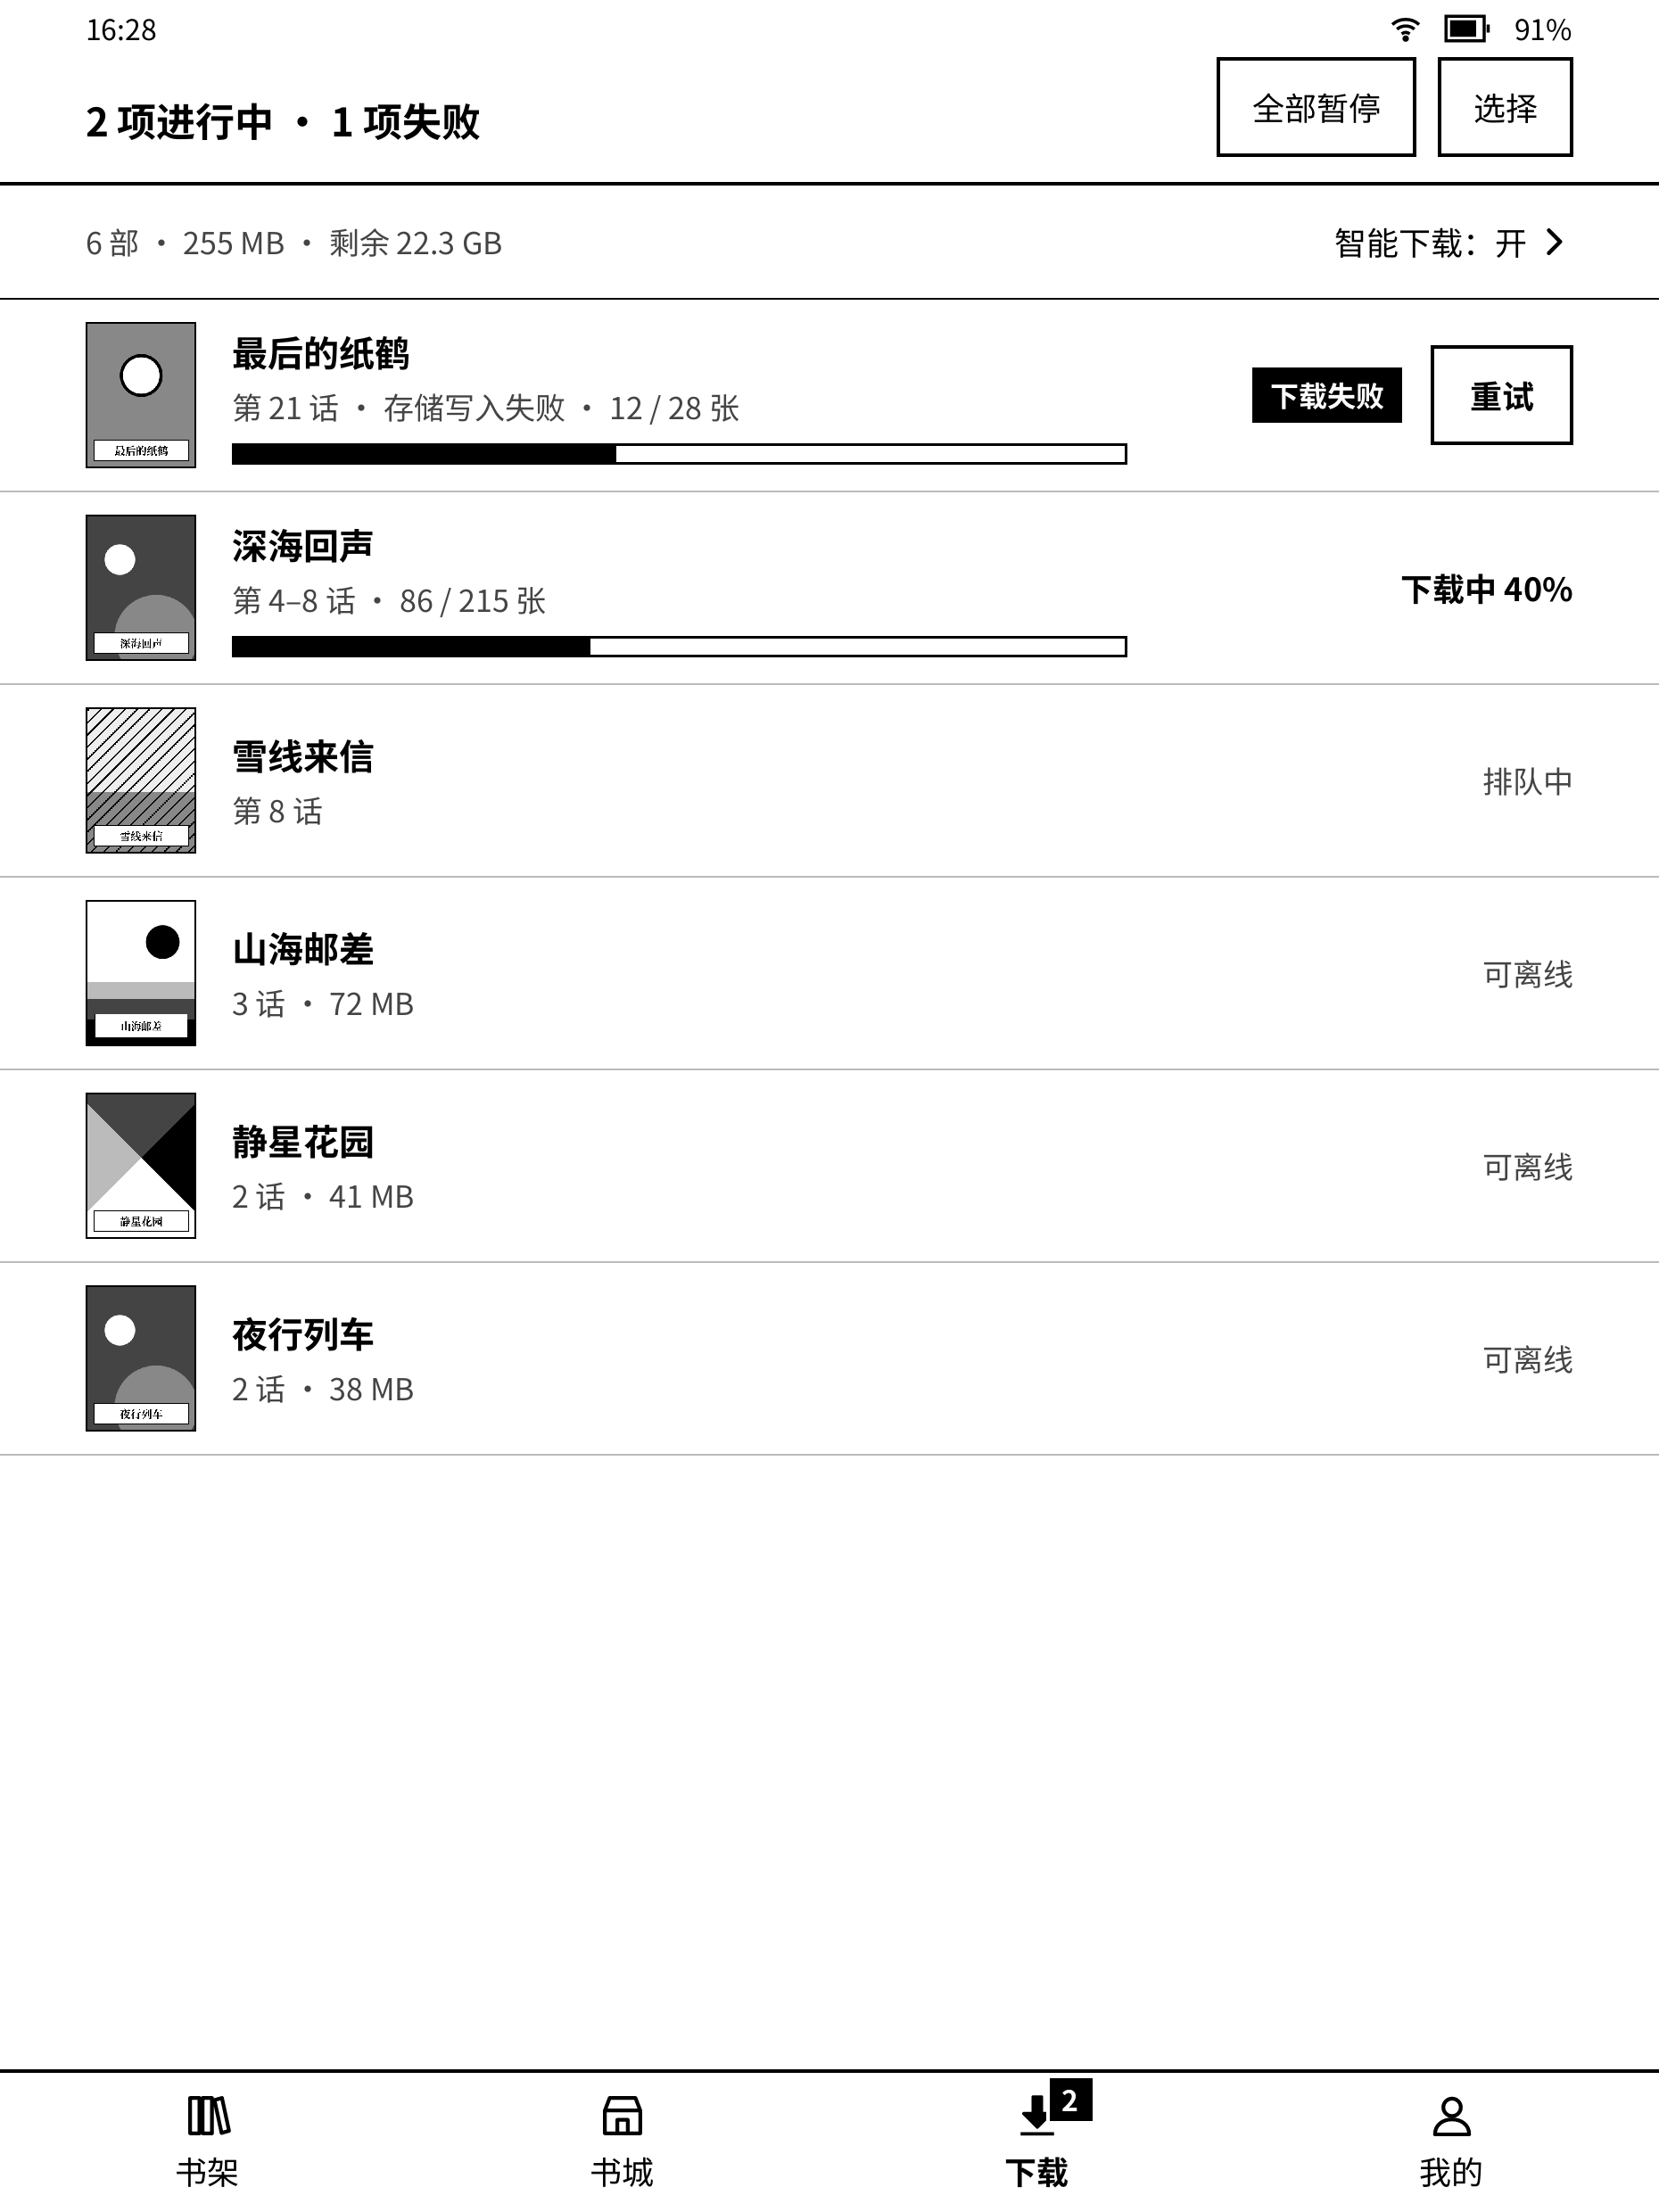 16:28
91%
2 项进行中 · 1 项失败
全部暂停
选择
6 部 · 255 MB · 剩余 22.3 GB
智能下载：开
最后的纸鹤
最后的纸鹤
第 21 话 · 存储写入失败 · 12 / 28 张
下载失败
重试
深海回声
深海回声
第 4–8 话 · 86 / 215 张
下载中 40%
雪线来信
雪线来信
第 8 话
排队中
山海邮差
山海邮差
3 话 · 72 MB
可离线
静星花园
静星花园
2 话 · 41 MB
可离线
夜行列车
夜行列车
2 话 · 38 MB
可离线
书架
书城
2
下载
我的